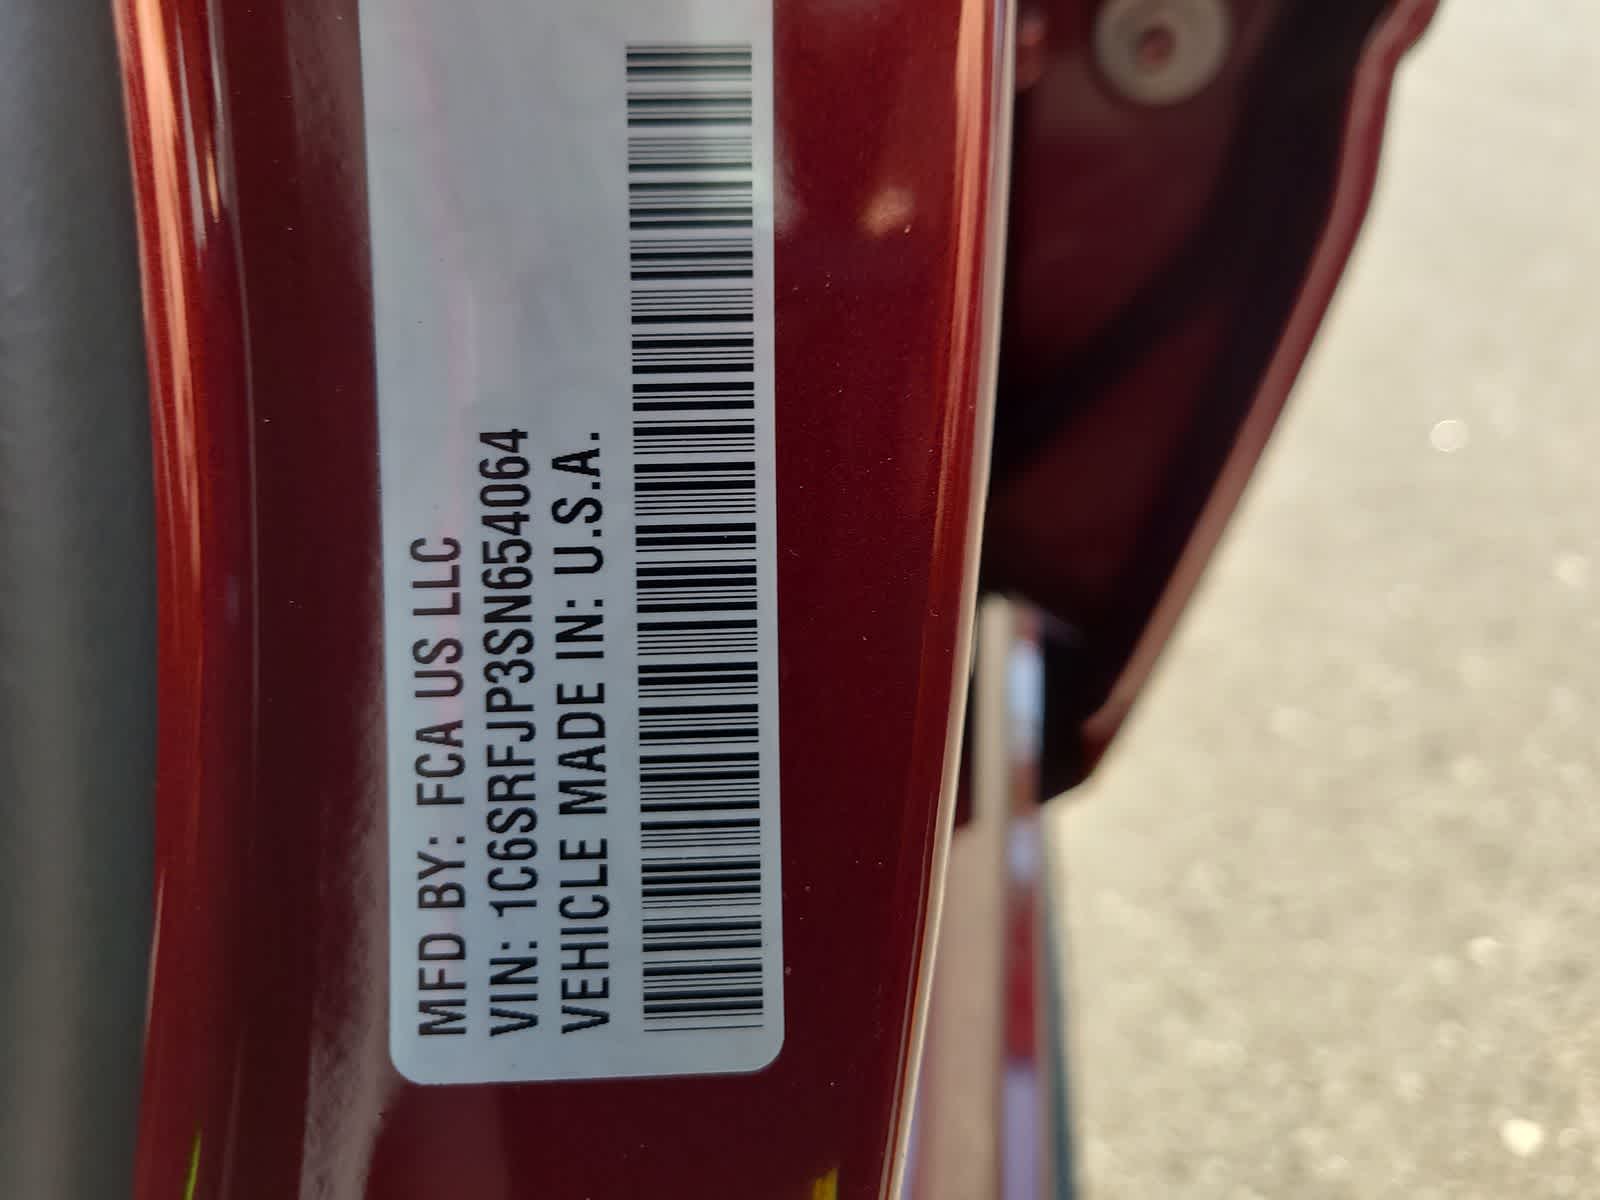 MFD BY: FCA US LLC
VIN: 1C6SRFJP3SN654064
VEHICLE MADE IN: U.S.A.